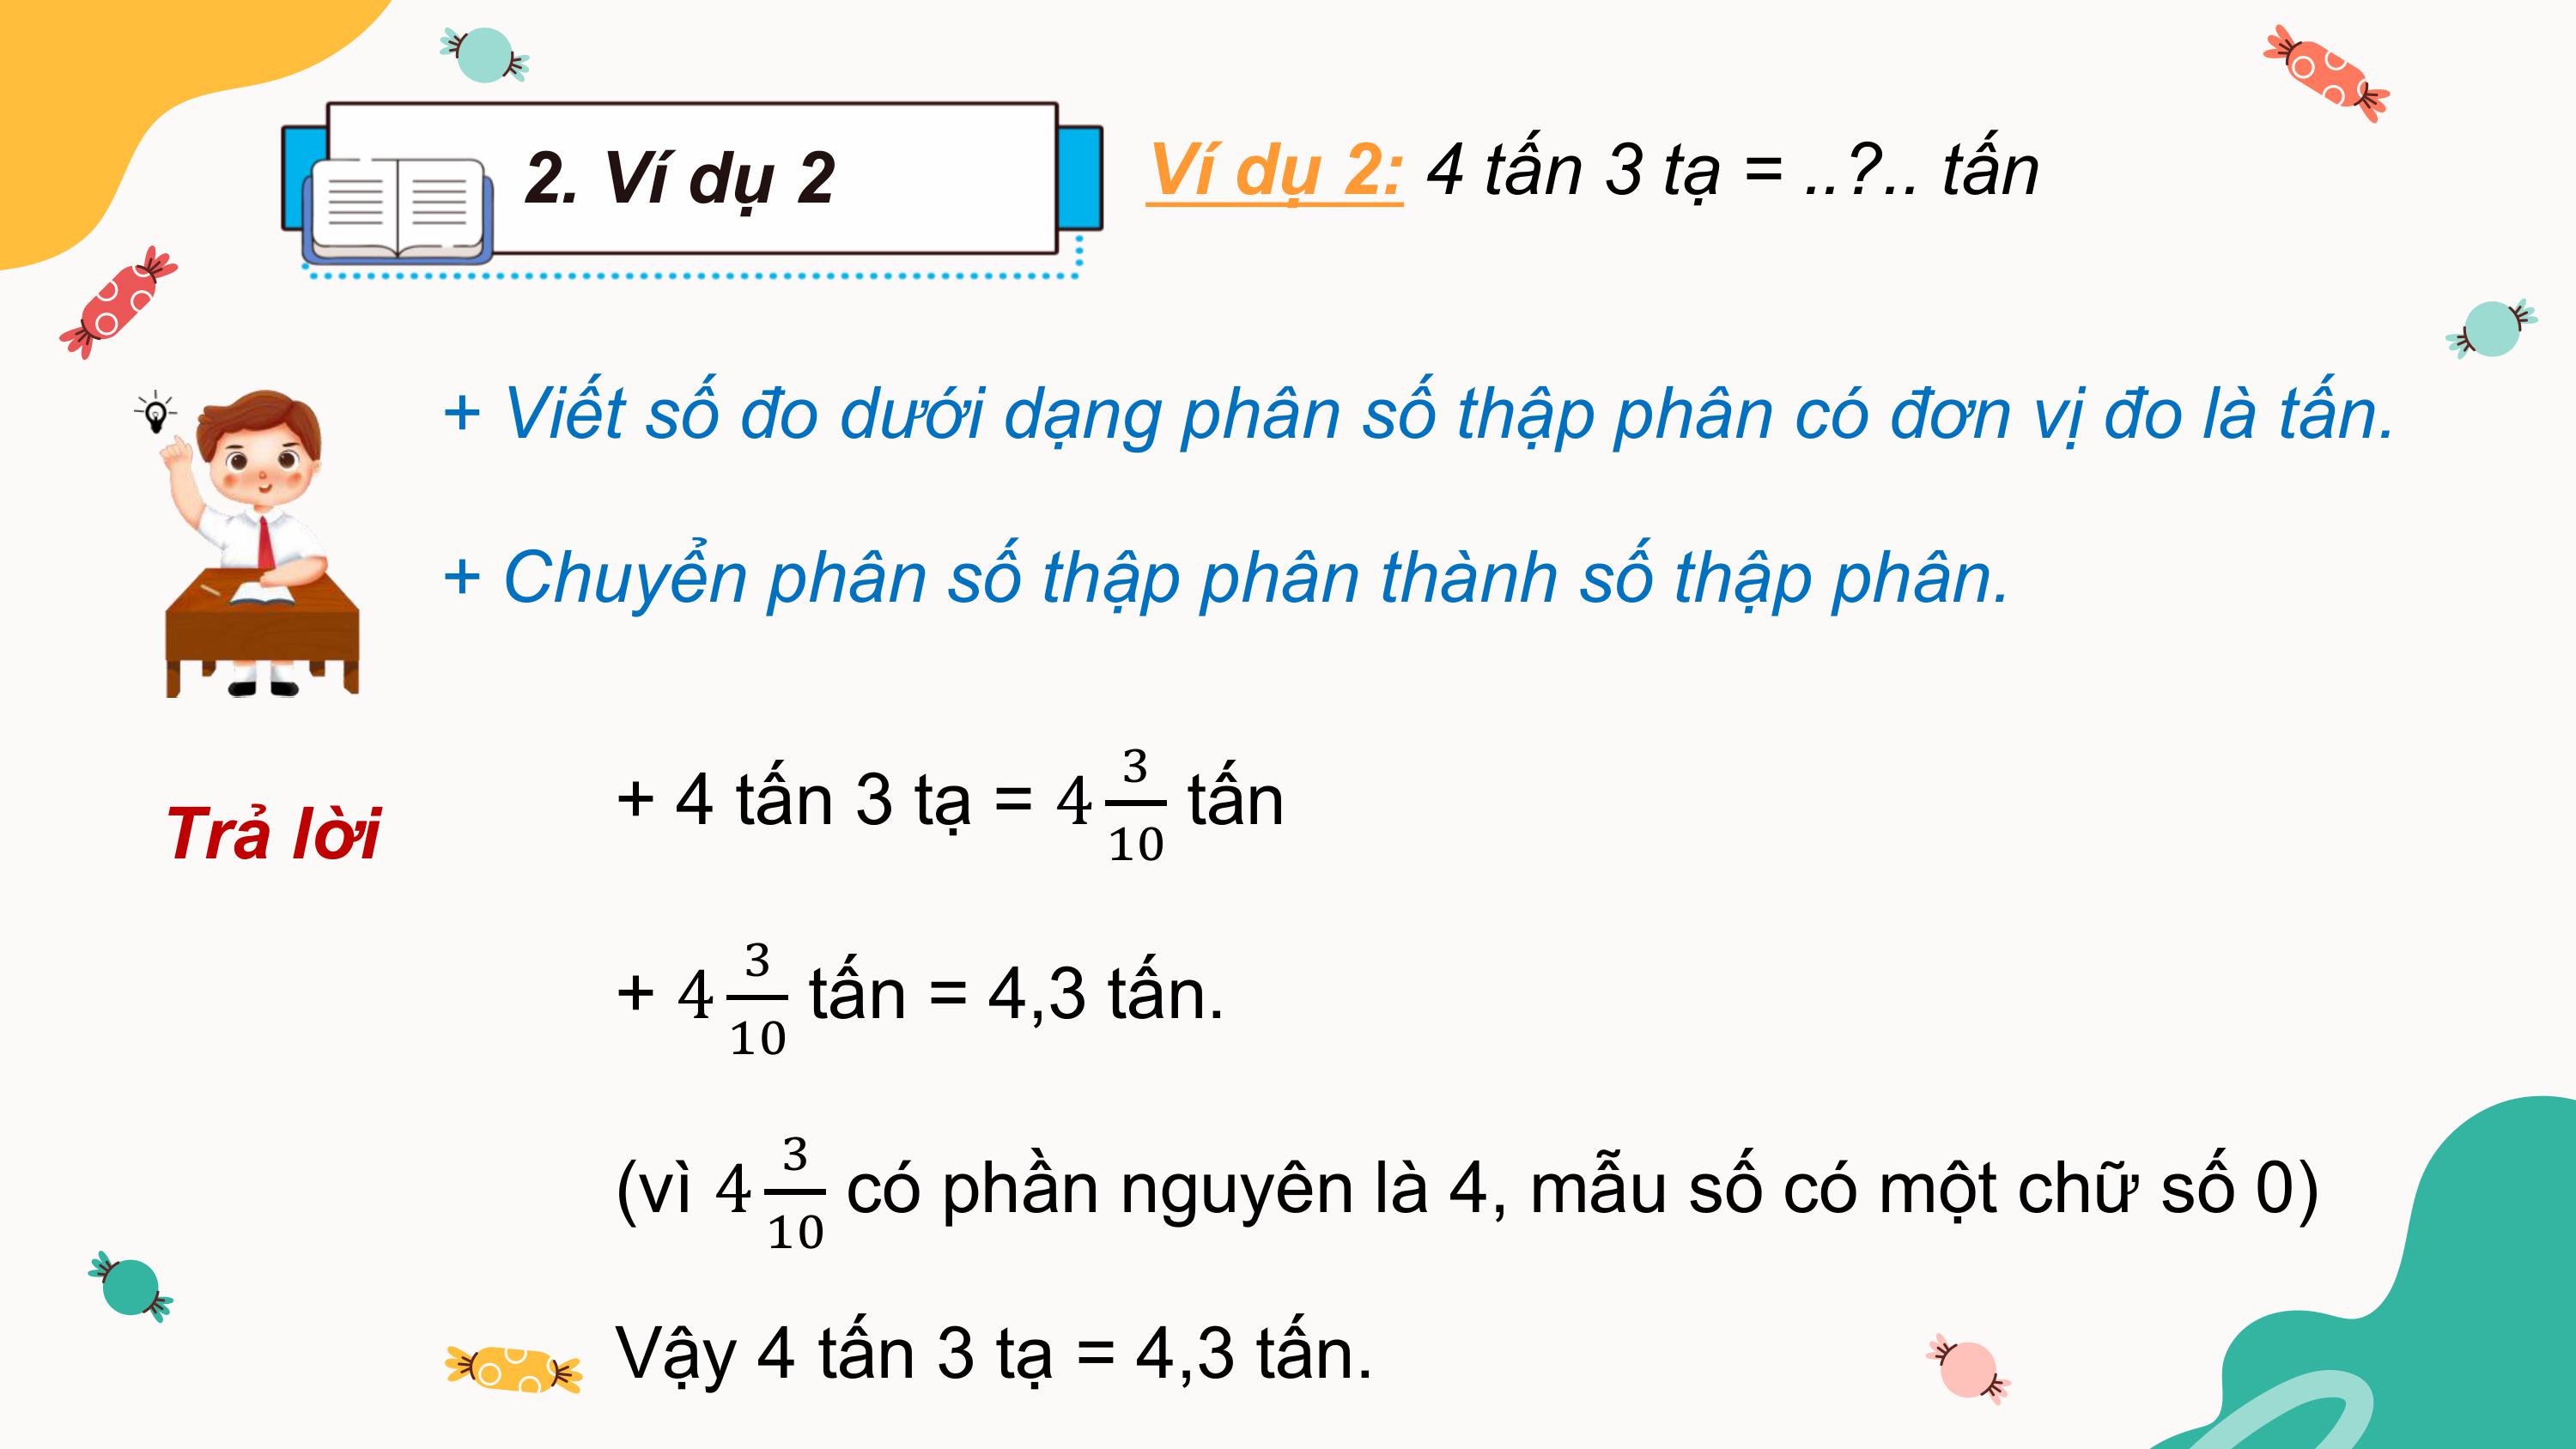 2. Ví dụ 2
Ví dụ 2: 4 tấn 3 tạ = ..?.. tấn
+ Viết số đo dưới dạng phân số thập phân có đơn vị đo là tấn.
+ Chuyển phân số thập phân thành số thập phân.
Trả lời
+ 4 tấn 3 tạ = 4 3/10 tấn
+ 4 3/10 tấn = 4,3 tấn.
(vì 4 3/10 có phần nguyên là 4, mẫu số có một chữ số 0)
Vậy 4 tấn 3 tạ = 4,3 tấn.